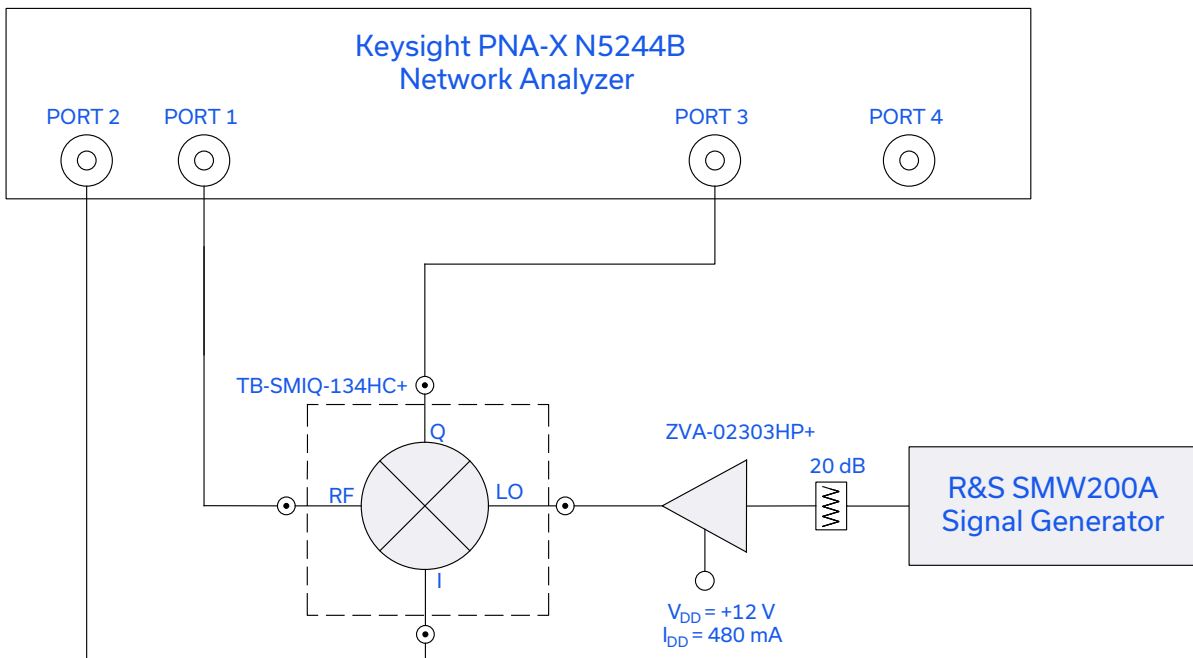 Keysight PNA-X N5244B
Network Analyzer
PORT 2
PORT 1
PORT 3
PORT 4
TB-SMIQ-134HC+
Q
RF
LO
I
ZVA-02303HP+
20 dB
R&S SMW200A
Signal Generator
VDD = +12 V
IDD = 480 mA